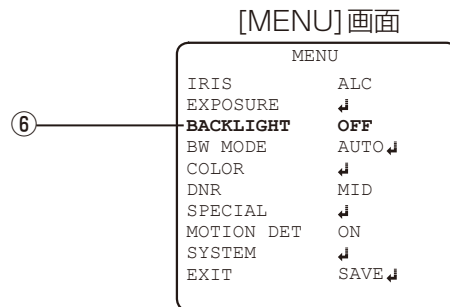 [MENU]画面
MENU
IRIS ALC
EXPOSURE ↲
⑥ BACKLIGHT OFF
BW MODE AUTO↲
COLOR ↲
DNR MID
SPECIAL ↲
MOTION DET ON
SYSTEM ↲
EXIT SAVE↲